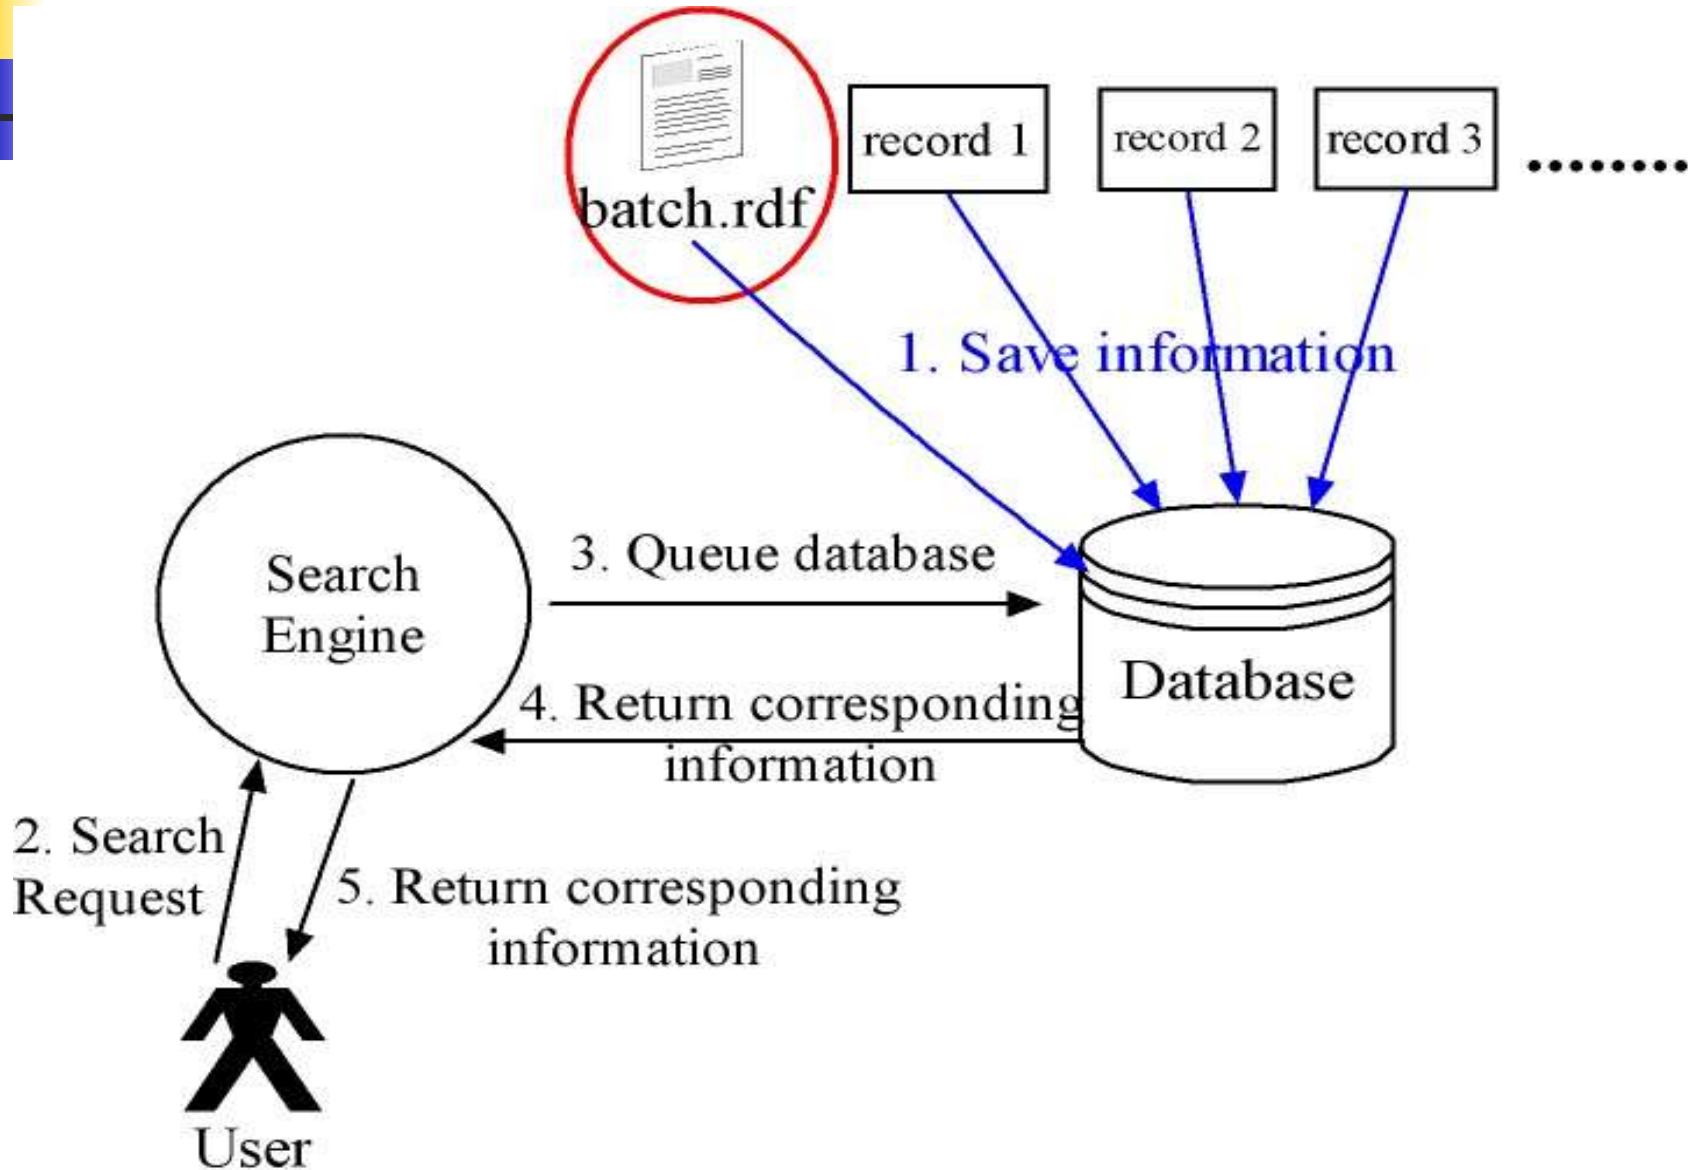 batch.rdf
record 1
record 2
record 3
........
1. Save information
Search
Engine
3. Queue database
Database
4. Return corresponding
information
2. Search
Request
5. Return corresponding
information
User